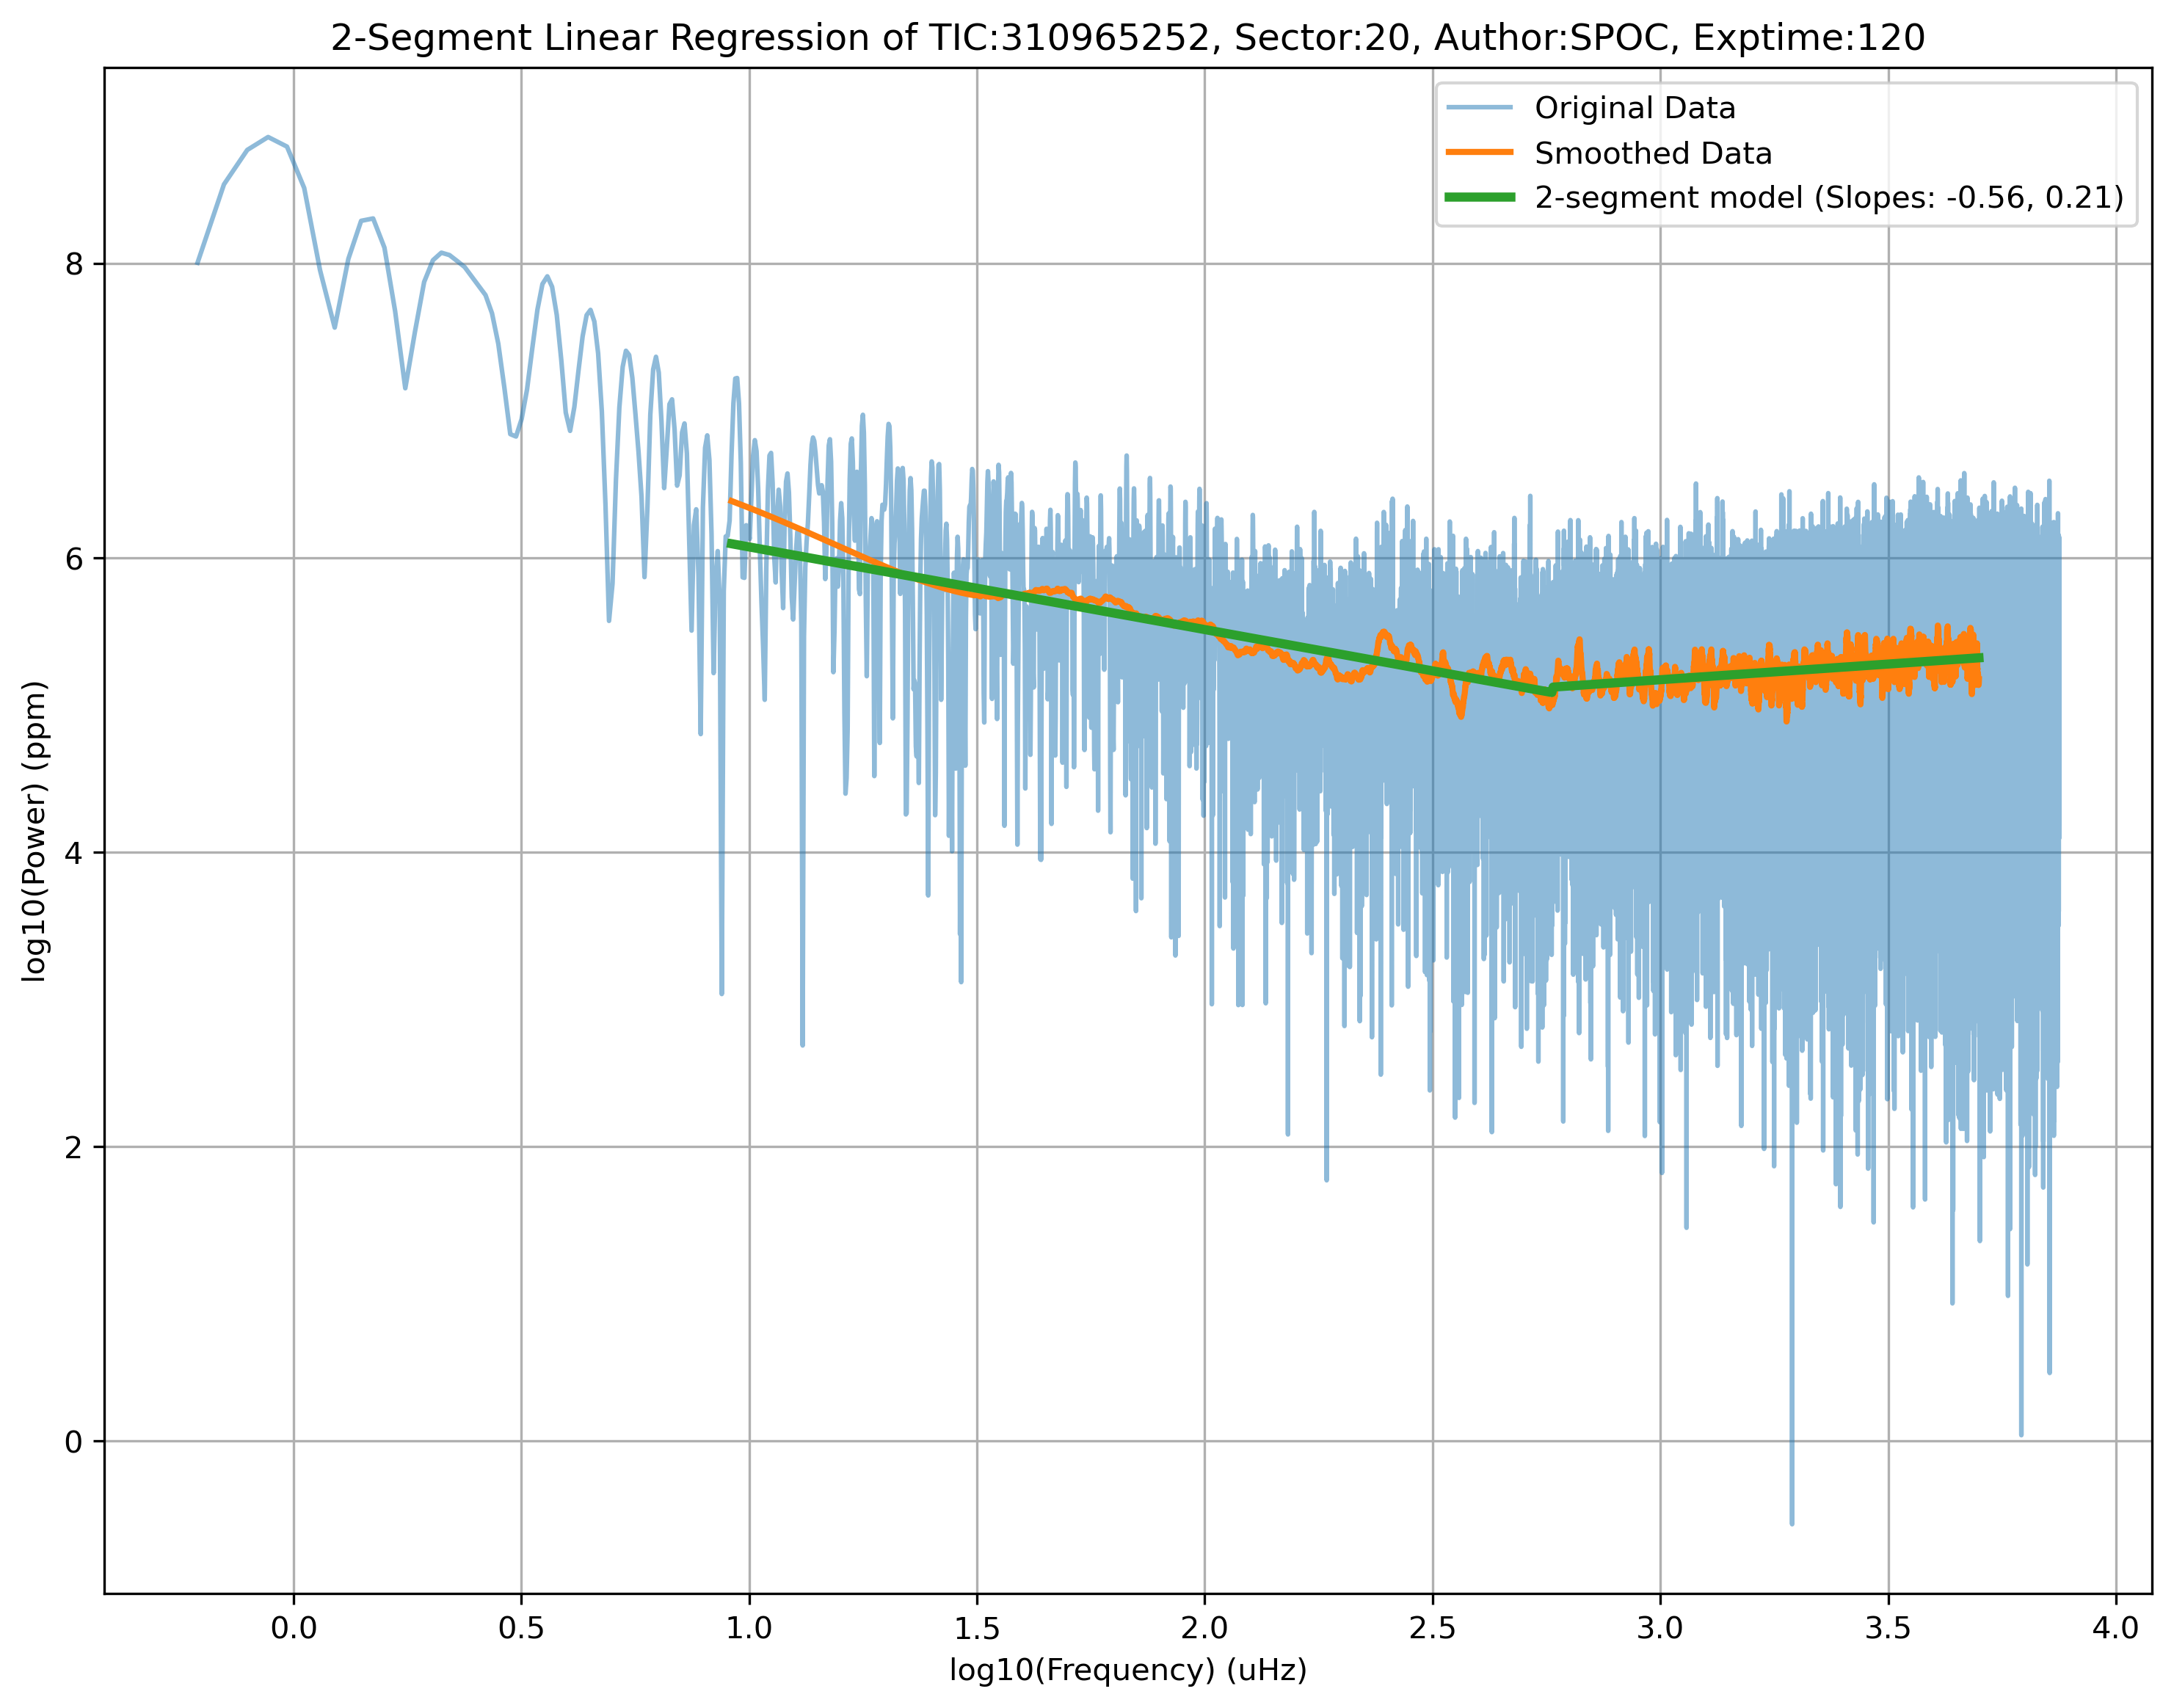 2-Segment Linear Regression of TIC:310965252, Sector:20, Author:SPOC, Exptime:120
Original Data
Smoothed Data
2-segment model (Slopes: -0.56, 0.21)
log10(Power) (ppm)
8
6
4
2
0
0.0 0.5 1.0 1.5 2.0 2.5 3.0 3.5 4.0
log10(Frequency) (uHz)